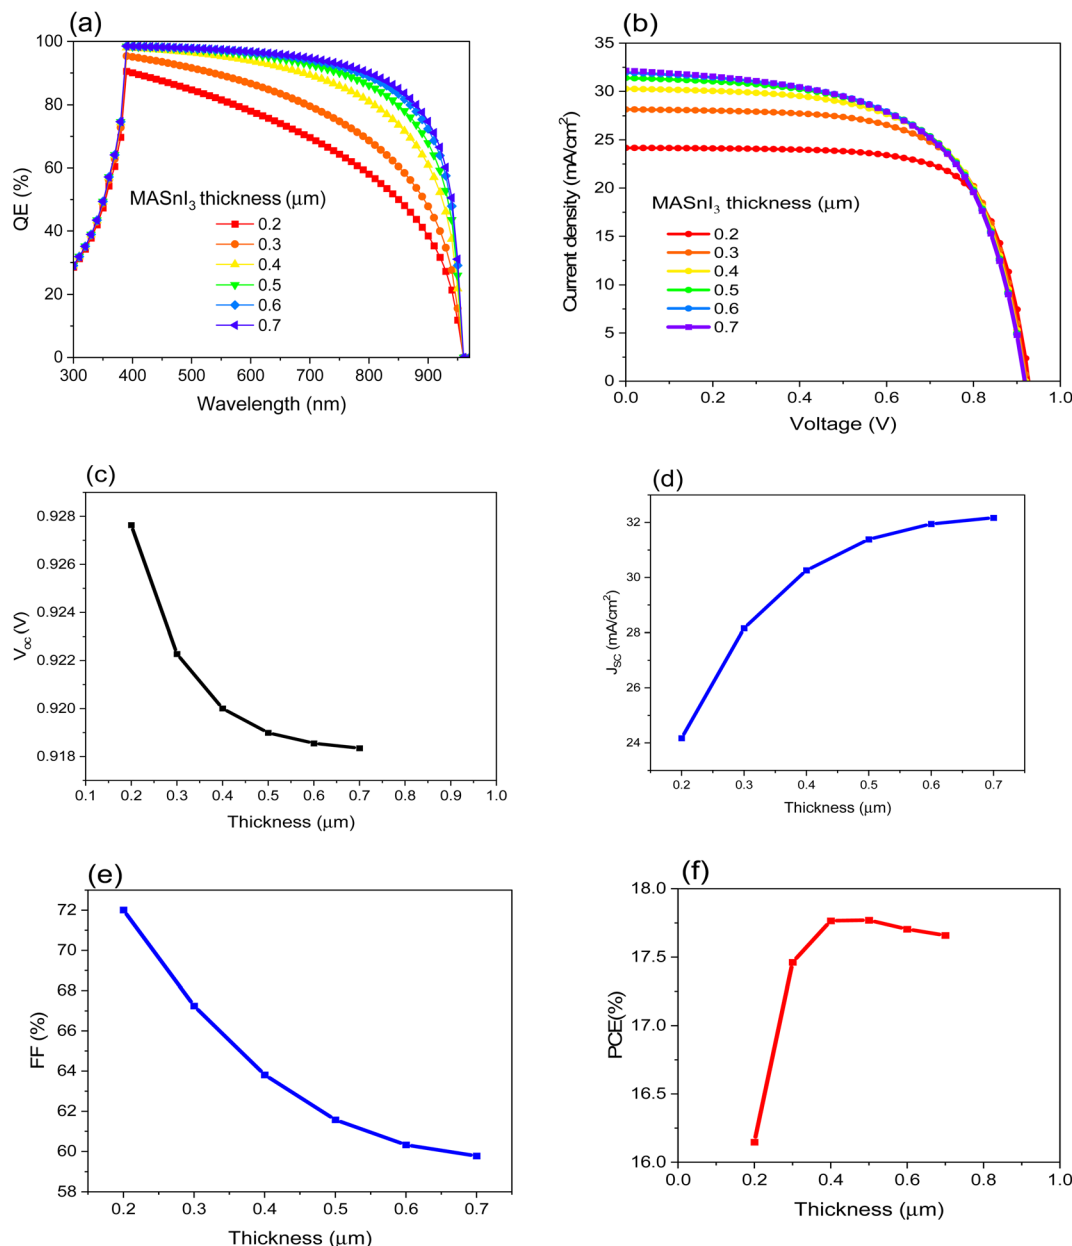 (a)
100
80
60
40
20
0
QE (%)
MASnI₃ thickness (μm)
0.2
0.3
0.4
0.5
0.6
0.7
300 400 500 600 700 800 900
Wavelength (nm)
(b)
35
30
25
20
15
10
5
0
Current density (mA/cm²)
MASnI₃ thickness (μm)
0.2
0.3
0.4
0.5
0.6
0.7
0.0 0.2 0.4 0.6 0.8 1.0
Voltage (V)
(c)
0.928
0.926
0.924
0.922
0.920
0.918
V_oc (V)
0.1 0.2 0.3 0.4 0.5 0.6 0.7 0.8 0.9 1.0
Thickness (μm)
(d)
32
30
28
26
24
J_SC (mA/cm²)
0.2 0.3 0.4 0.5 0.6 0.7
Thickness (μm)
(e)
72
70
68
66
64
62
60
58
FF (%)
0.2 0.3 0.4 0.5 0.6 0.7
Thickness (μm)
(f)
18.0
17.5
17.0
16.5
16.0
PCE(%)
0.0 0.2 0.4 0.6 0.8 1.0
Thickness (μm)